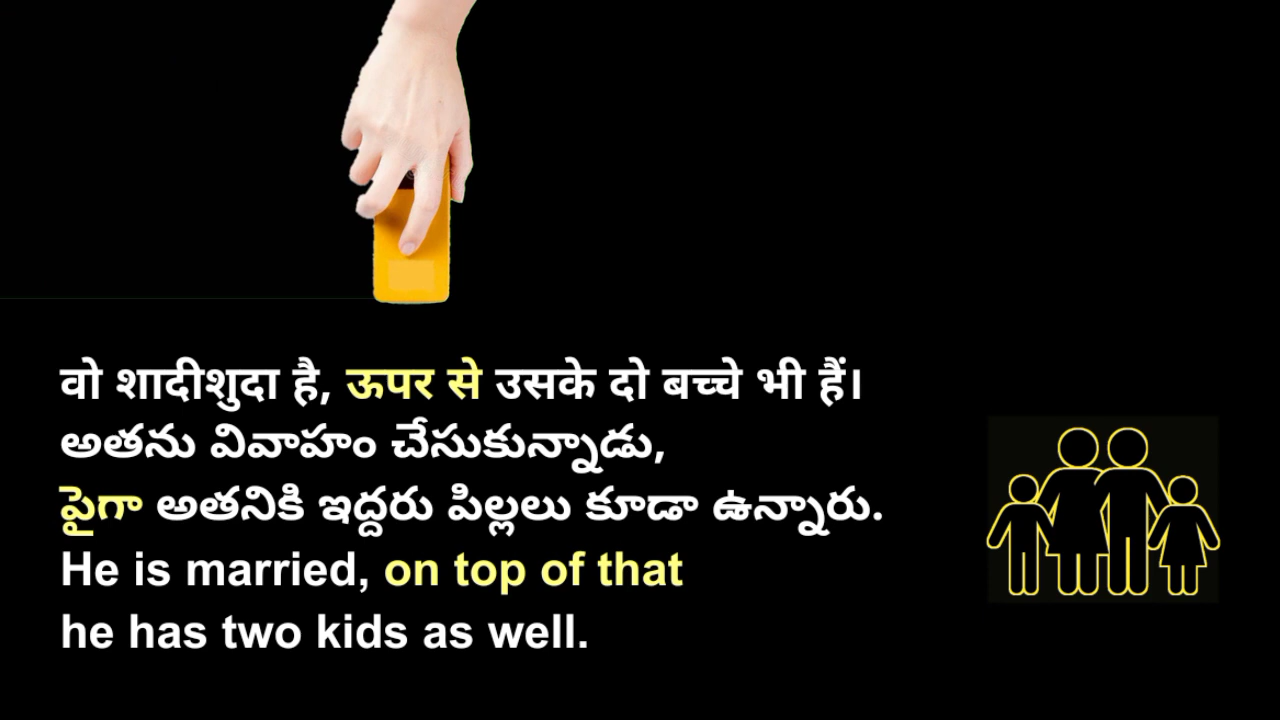 वो शादीशुदा है, ऊपर से उसके दो बच्चे भी हैं।
అతను వివాహం చేసుకున్నాడు,
పైగా అతనికి ఇద్దరు పిల్లలు కూడా ఉన్నారు.
He is married, on top of that
he has two kids as well.